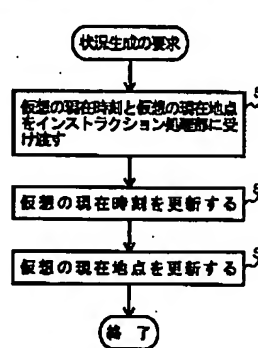 状況生成の要求
仮想の現在時刻と仮想の現在地点
をインストラクション処理部に受
け渡す
仮想の現在時刻を更新する
仮想の現在地点を更新する
終了